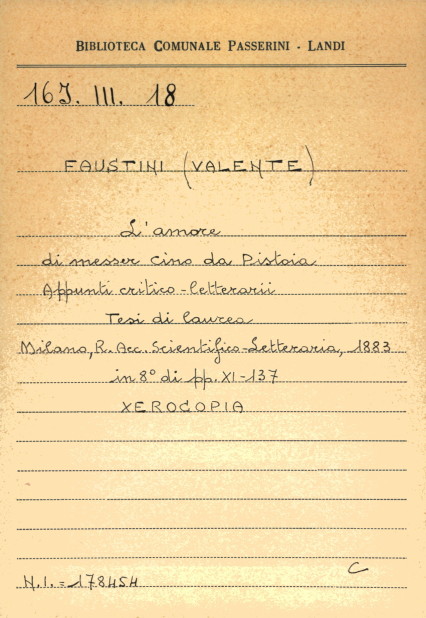 BIBLIOTECA COMUNALE PASSERINI - LANDI
16J. III. 18
FAUSTINI (VALENTE)
L'amore
di messer Cino da Pistoia
Appunti critico-letterarii
Tesi di laurea
Milano, R. Acc. Scientifico-Letteraria, 1883
in 8° di pp. XI-137
XEROCOPIA
C
N.I. = 178454